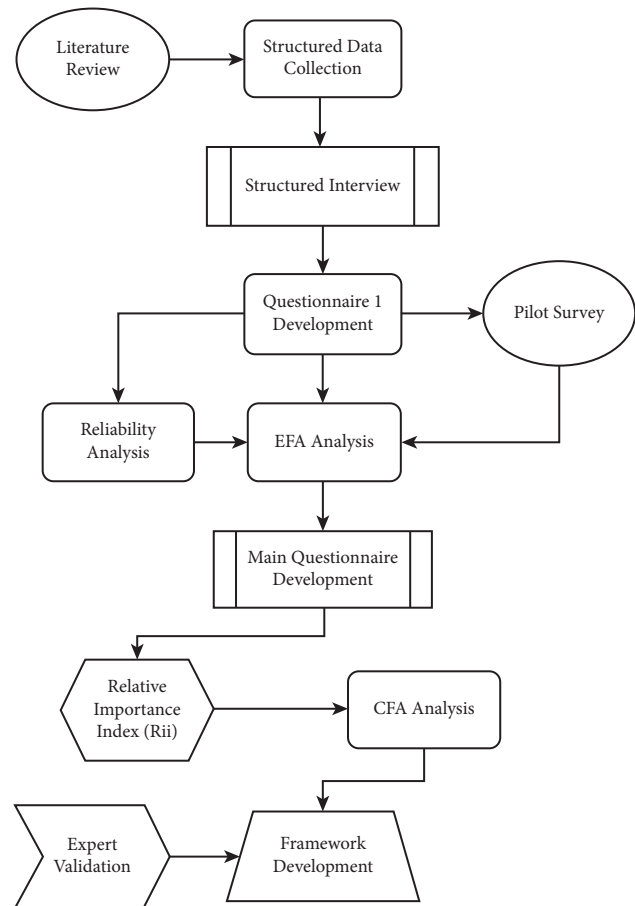 Literature
Review
Structured Data
Collection
Structured Interview
Questionnaire 1
Development
Pilot Survey
Reliability
Analysis
EFA Analysis
Main Questionnaire
Development
Relative
Importance
Index (Rii)
CFA Analysis
Expert
Validation
Framework
Development